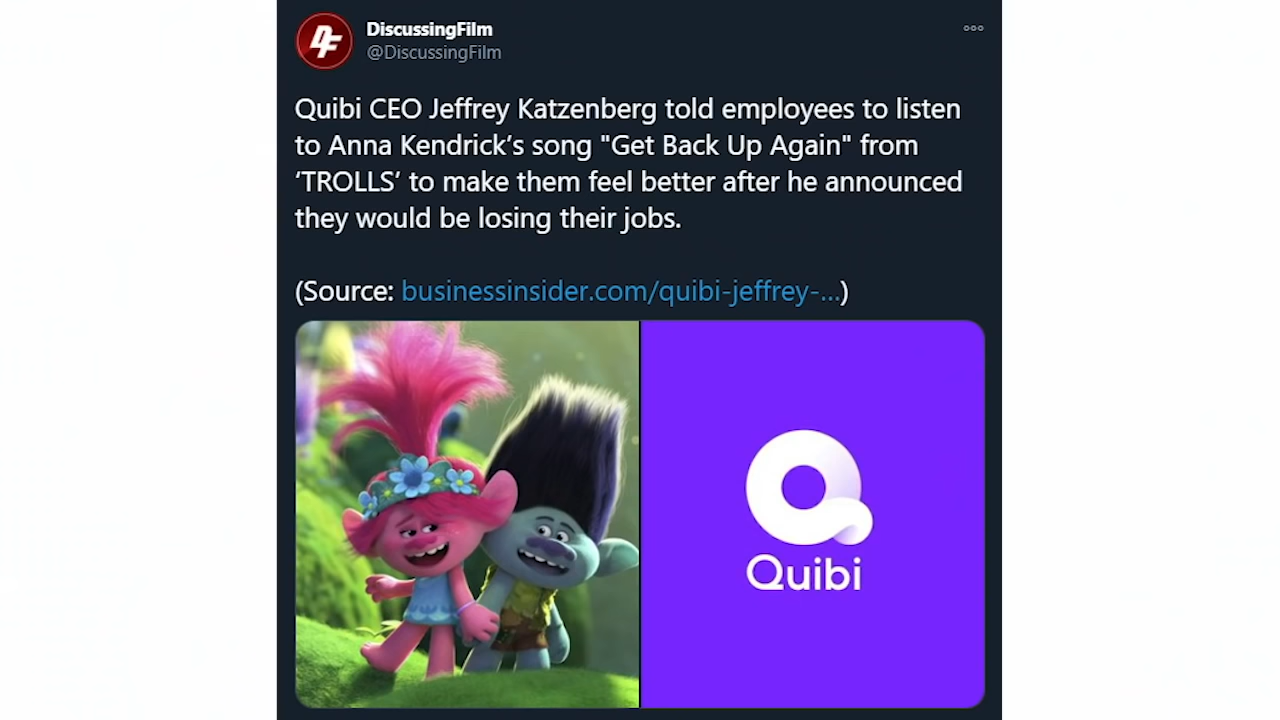 DiscussingFilm
@DiscussingFilm
Quibi CEO Jeffrey Katzenberg told employees to listen
to Anna Kendrick’s song "Get Back Up Again" from
‘TROLLS’ to make them feel better after he announced
they would be losing their jobs.
(Source: businessinsider.com/quibi-jeffrey-...)
Quibi